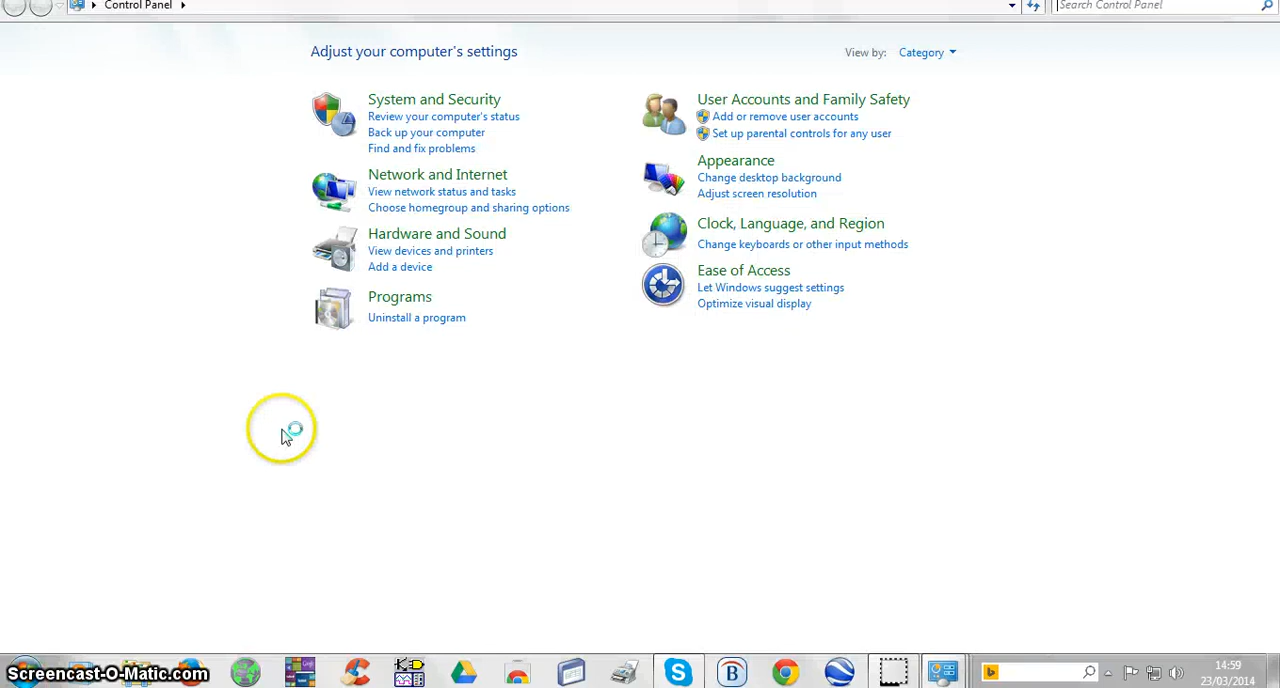 Control Panel
Search Control Panel
Adjust your computer's settings
View by: Category
System and Security
Review your computer's status
Back up your computer
Find and fix problems
Network and Internet
View network status and tasks
Choose homegroup and sharing options
Hardware and Sound
View devices and printers
Add a device
Programs
Uninstall a program
User Accounts and Family Safety
Add or remove user accounts
Set up parental controls for any user
Appearance
Change desktop background
Adjust screen resolution
Clock, Language, and Region
Change keyboards or other input methods
Ease of Access
Let Windows suggest settings
Optimize visual display
Screencast-O-Matic.com
14:59
23/03/2014